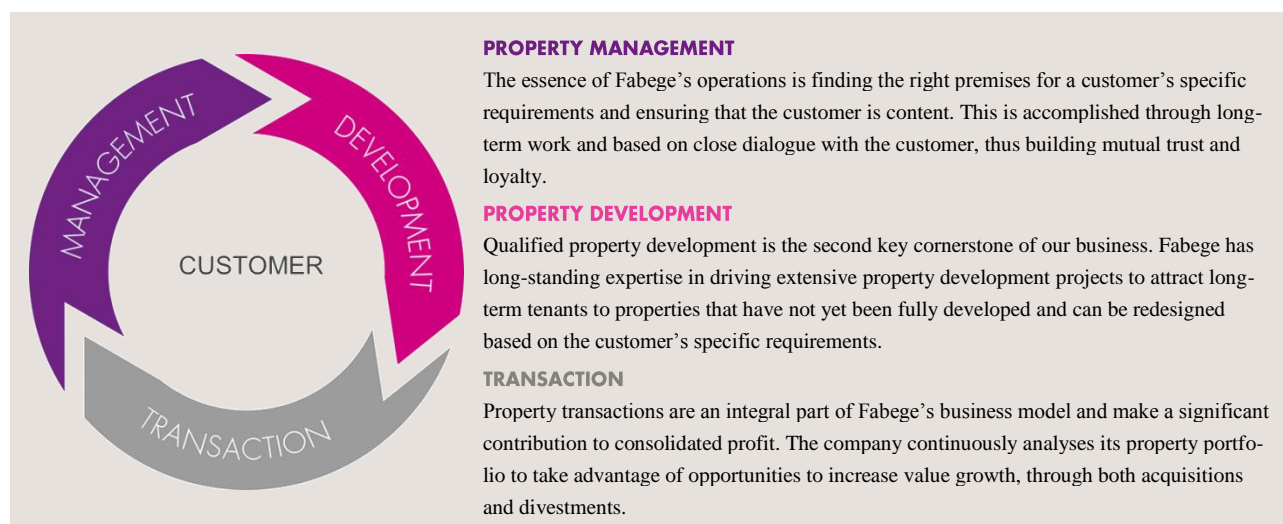 MANAGEMENT
DEVELOPMENT
TRANSACTION
CUSTOMER
PROPERTY MANAGEMENT
The essence of Fabege’s operations is finding the right premises for a customer’s specific
requirements and ensuring that the customer is content. This is accomplished through long-
term work and based on close dialogue with the customer, thus building mutual trust and
loyalty.
PROPERTY DEVELOPMENT
Qualified property development is the second key cornerstone of our business. Fabege has
long-standing expertise in driving extensive property development projects to attract long-
term tenants to properties that have not yet been fully developed and can be redesigned
based on the customer’s specific requirements.
TRANSACTION
Property transactions are an integral part of Fabege’s business model and make a significant
contribution to consolidated profit. The company continuously analyses its property portfo-
lio to take advantage of opportunities to increase value growth, through both acquisitions
and divestments.